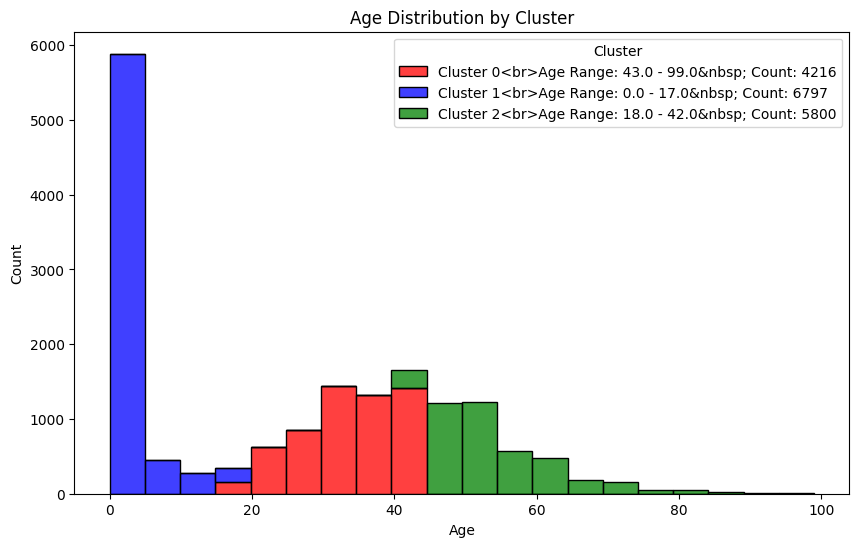 Age Distribution by Cluster
Cluster
Cluster 0<br>Age Range: 43.0 - 99.0&nbsp; Count: 4216
Cluster 1<br>Age Range: 0.0 - 17.0&nbsp; Count: 6797
Cluster 2<br>Age Range: 18.0 - 42.0&nbsp; Count: 5800
6000
5000
4000
3000
2000
1000
0
Count
0 20 40 60 80 100
Age